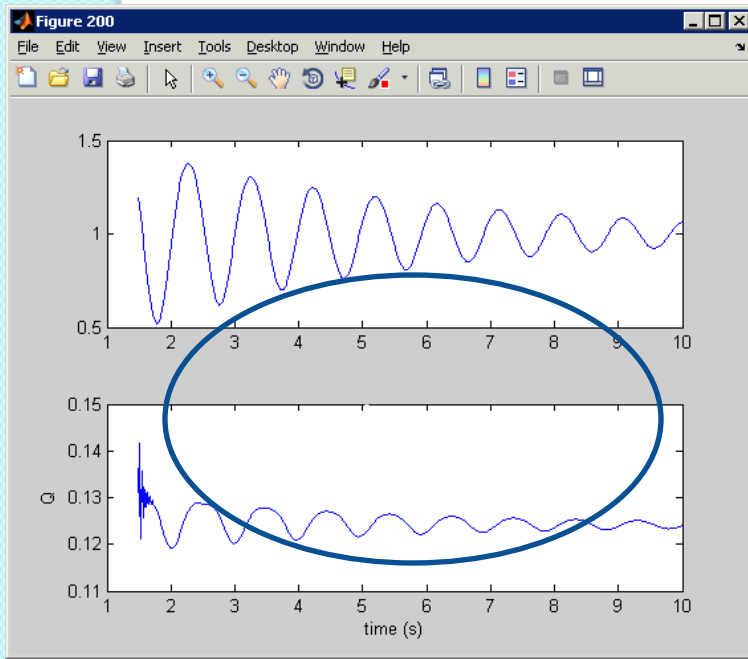 Figure 200
File Edit View Insert Tools Desktop Window Help
1.5
1
0.5
1 2 3 4 5 6 7 8 9 10
0.15
0.14
0.13
0.12
0.11
Q
1 2 3 4 5 6 7 8 9 10
time (s)